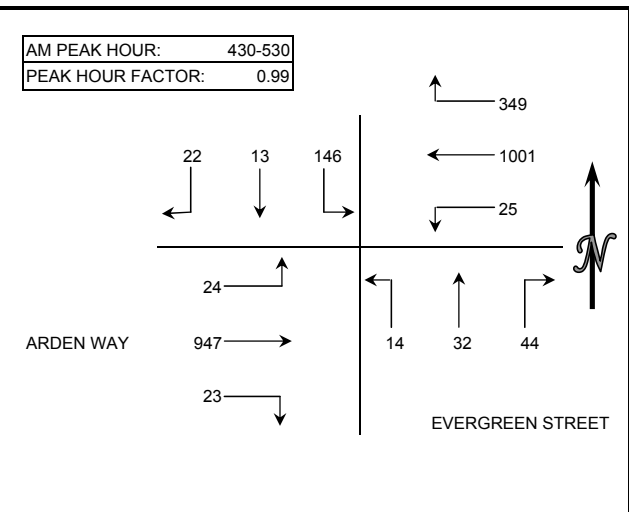 AM PEAK HOUR: 430-530
PEAK HOUR FACTOR: 0.99
349
22 13 146 1001
25
24
N
ARDEN WAY 947 14 32 44
23
EVERGREEN STREET